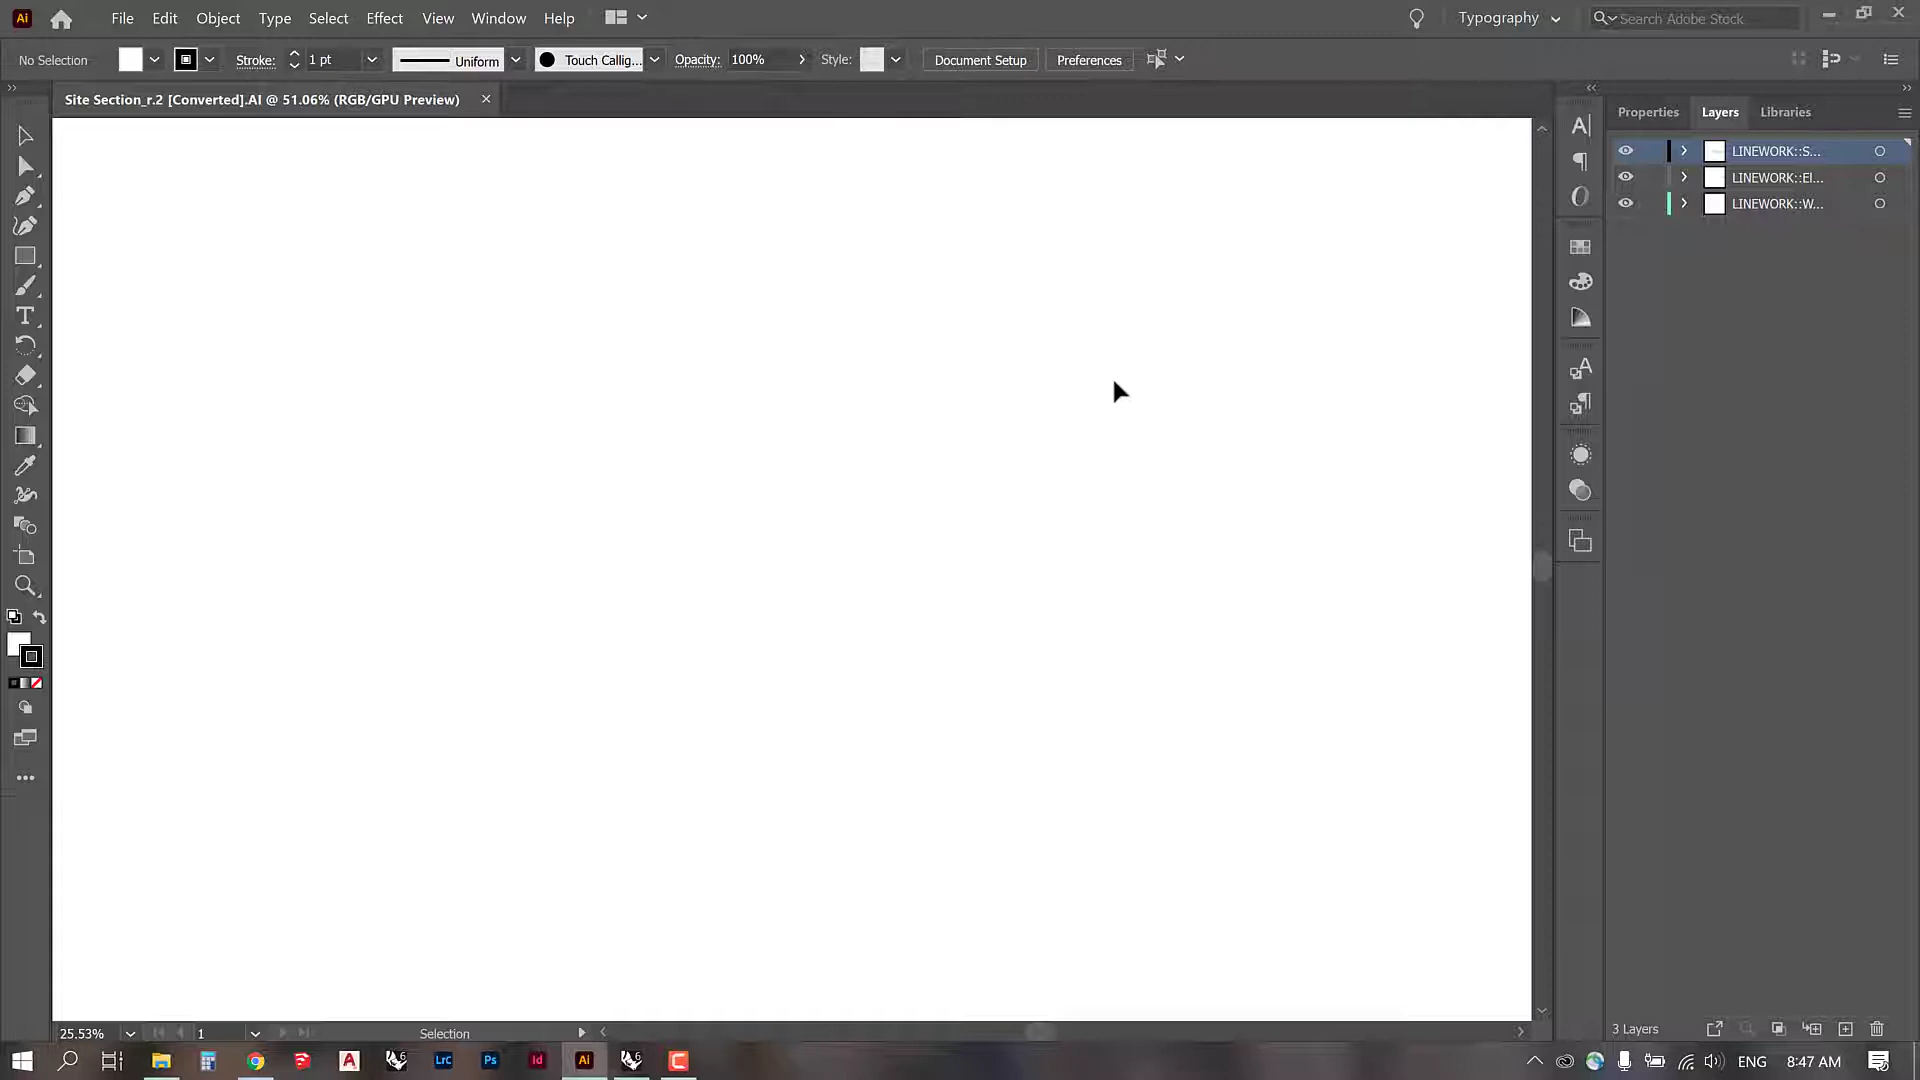 Ai File Edit Object Type Select Effect View Window Help Typography Search Adobe Stock
No Selection Stroke: 1 pt Uniform Touch Callig... Opacity: 100% Style: Document Setup Preferences
Site Section_r.2 [Converted].AI @ 51.06% (RGB/GPU Preview)
Properties Layers Libraries
LINEWORK::S...
LINEWORK::El...
LINEWORK::W...
25.53% 1 Selection 3 Layers
LrC Ps Id Ai ENG 8:47 AM